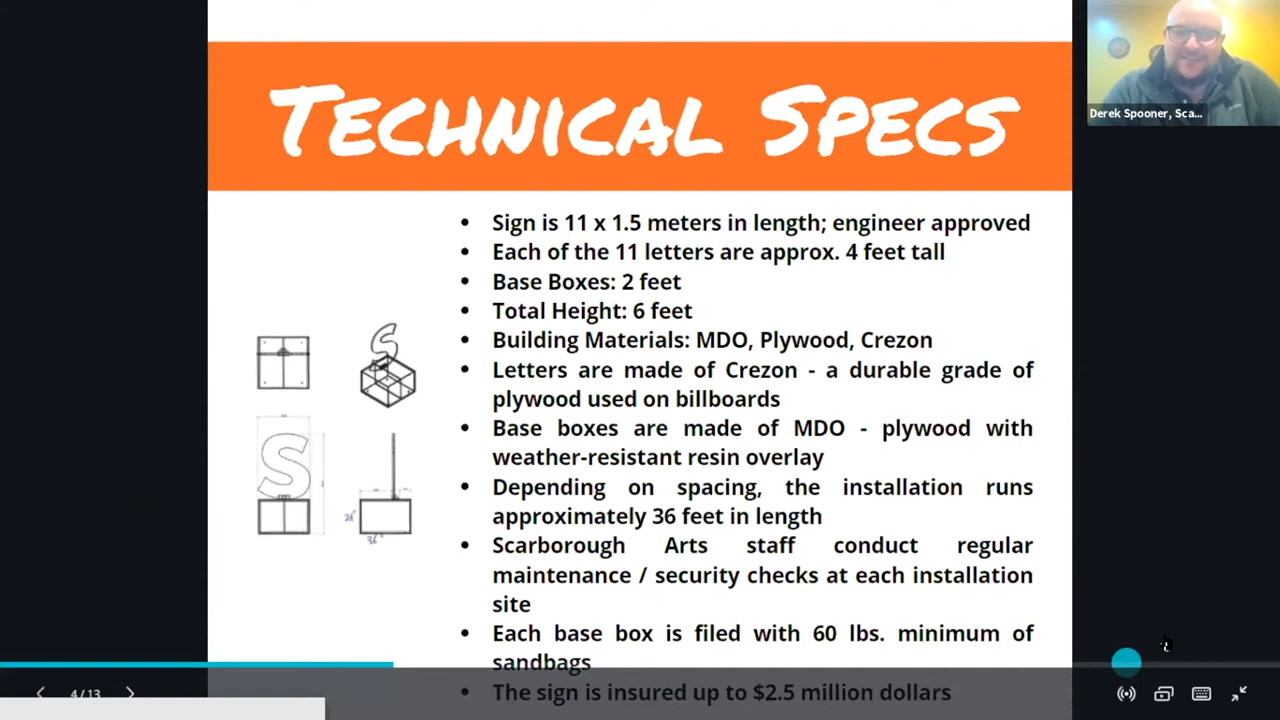 TECHNICAL SPECS
Derek Spooner, Sca...
• Sign is 11 x 1.5 meters in length; engineer approved
• Each of the 11 letters are approx. 4 feet tall
• Base Boxes: 2 feet
• Total Height: 6 feet
• Building Materials: MDO, Plywood, Crezon
• Letters are made of Crezon - a durable grade of
plywood used on billboards
• Base boxes are made of MDO - plywood with
weather-resistant resin overlay
• Depending on spacing, the installation runs
approximately 36 feet in length
• Scarborough Arts staff conduct regular
maintenance / security checks at each installation
site
• Each base box is filed with 60 lbs. minimum of
sandbags
• The sign is insured up to $2.5 million dollars
S
S
36"
4/13